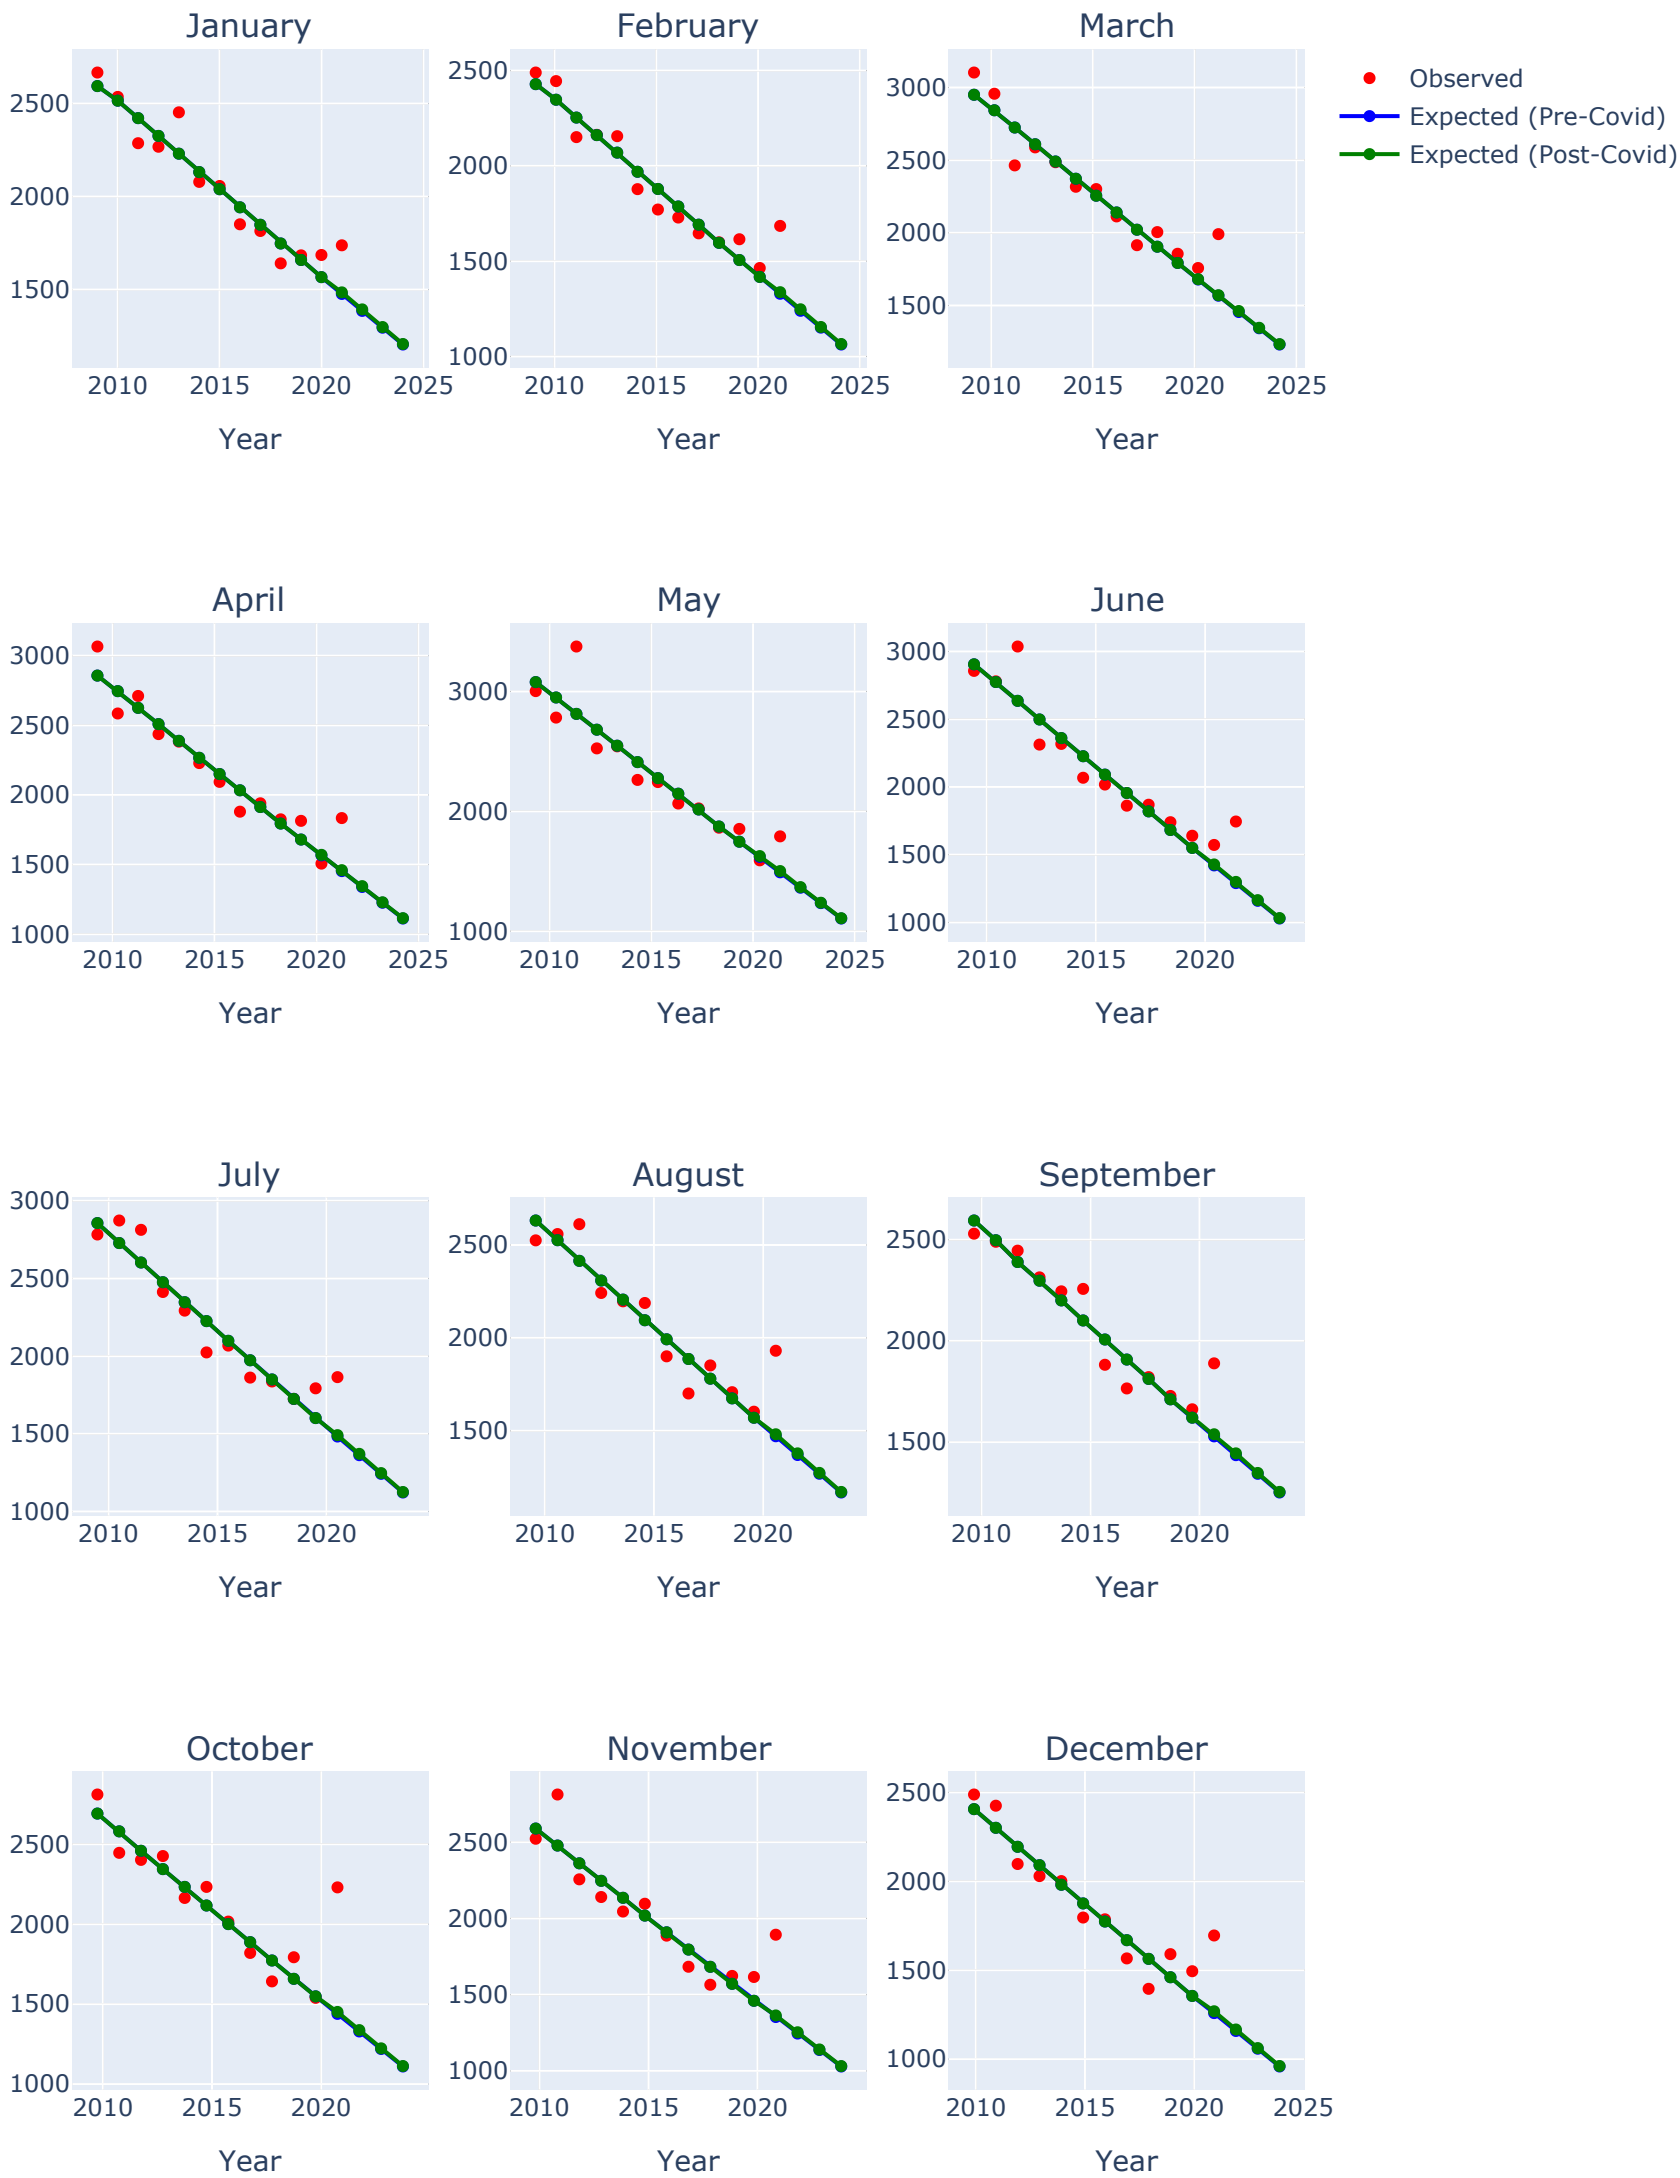 January February March
2500
2000
1500
2010 2015 2020 2025
Year
2500
2000
1500
1000
2010 2015 2020 2025
Year
3000
2500
2000
1500
2010 2015 2020 2025
Year
Observed
Expected (Pre-Covid)
Expected (Post-Covid)
April May June
3000
2500
2000
1500
1000
2010 2015 2020 2025
Year
3000
2000
1000
2010 2015 2020 2025
Year
3000
2500
2000
1500
1000
2010 2015 2020
Year
July August September
3000
2500
2000
1500
1000
2010 2015 2020
Year
2500
2000
1500
2010 2015 2020
Year
2500
2000
1500
2010 2015 2020
Year
October November December
2500
2000
1500
1000
2010 2015 2020
Year
2500
2000
1500
1000
2010 2015 2020
Year
2500
2000
1500
1000
2010 2015 2020 2025
Year